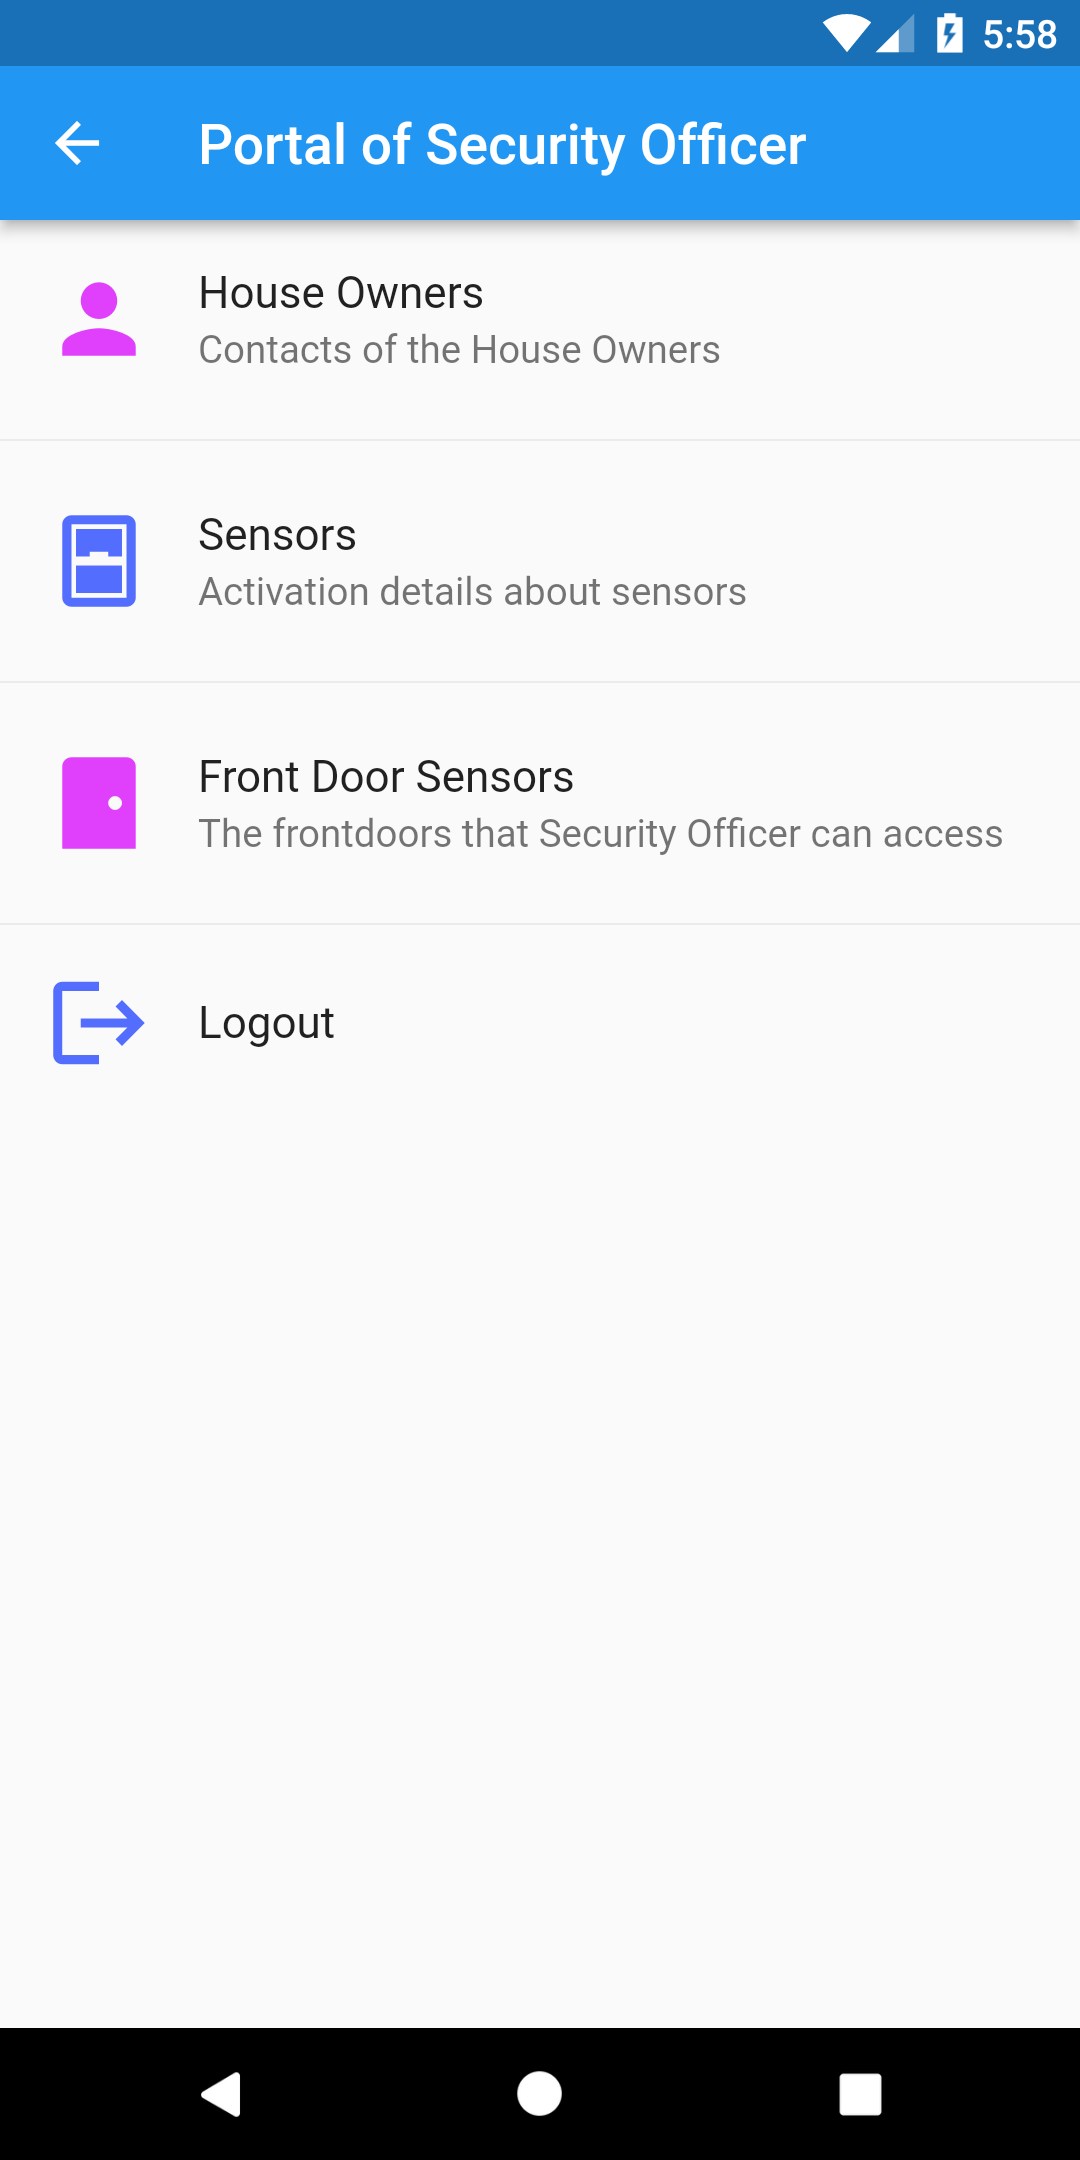 5:58
Portal of Security Officer
House Owners
Contacts of the House Owners
Sensors
Activation details about sensors
Front Door Sensors
The frontdoors that Security Officer can access
Logout